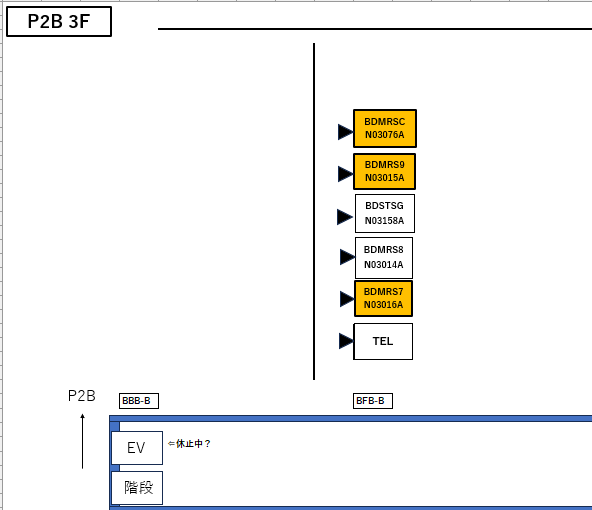 P2B 3F
BDMRSC
N03076A
BDMRS9
N03015A
BDSTSG
N03158A
BDMRS8
N03014A
BDMRS7
N03016A
TEL
P2B
BBB-B
BFB-B
EV
⇐休止中？
階段